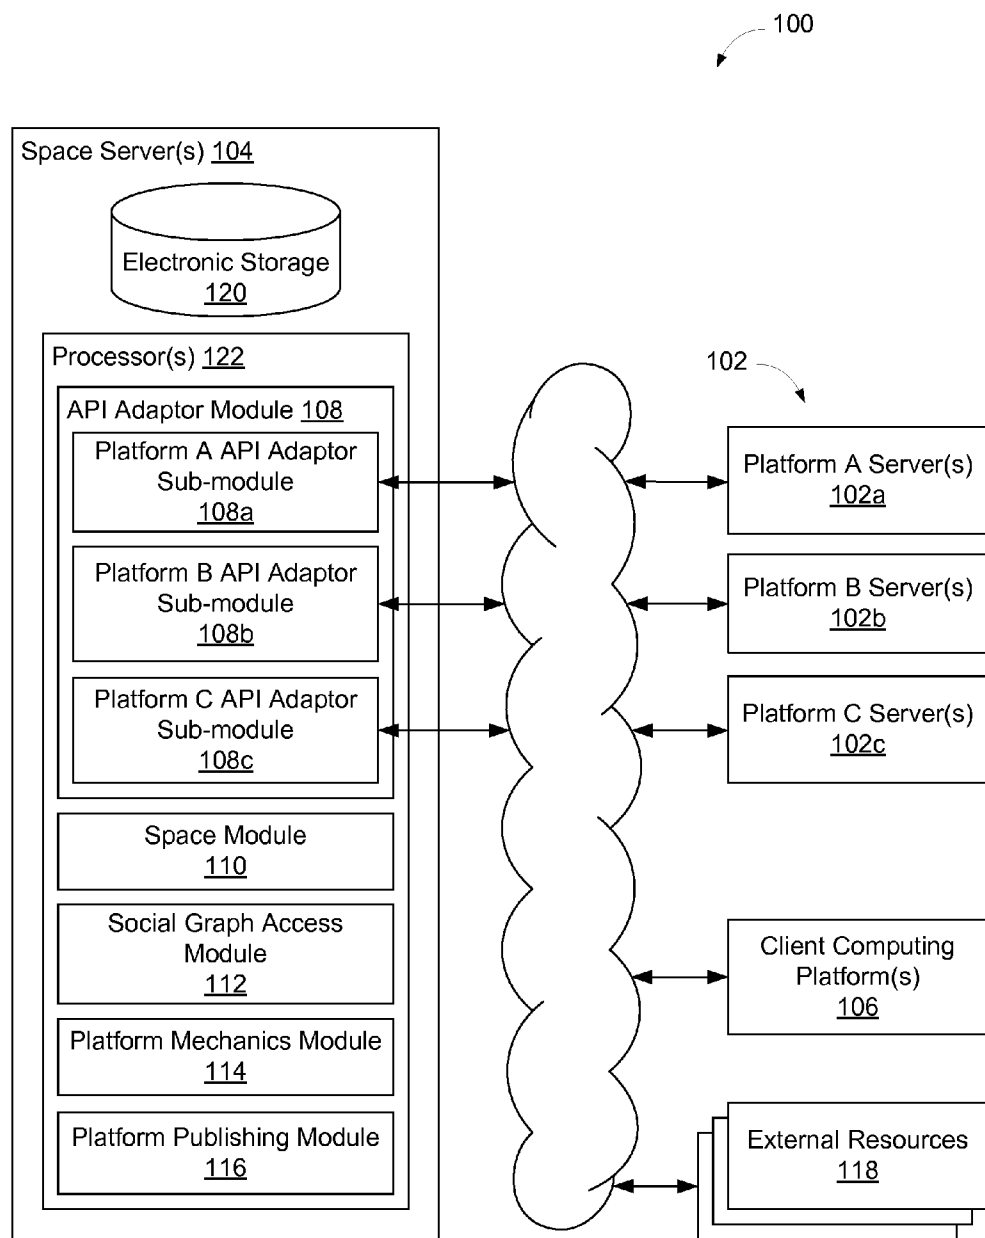 100
Space Server(s) 104
Electronic Storage
120
Processor(s) 122
API Adaptor Module 108
Platform A API Adaptor
Sub-module
108a
Platform B API Adaptor
Sub-module
108b
Platform C API Adaptor
Sub-module
108c
Space Module
110
Social Graph Access
Module
112
Platform Mechanics Module
114
Platform Publishing Module
116
102
Platform A Server(s)
102a
Platform B Server(s)
102b
Platform C Server(s)
102c
Client Computing
Platform(s)
106
External Resources
118